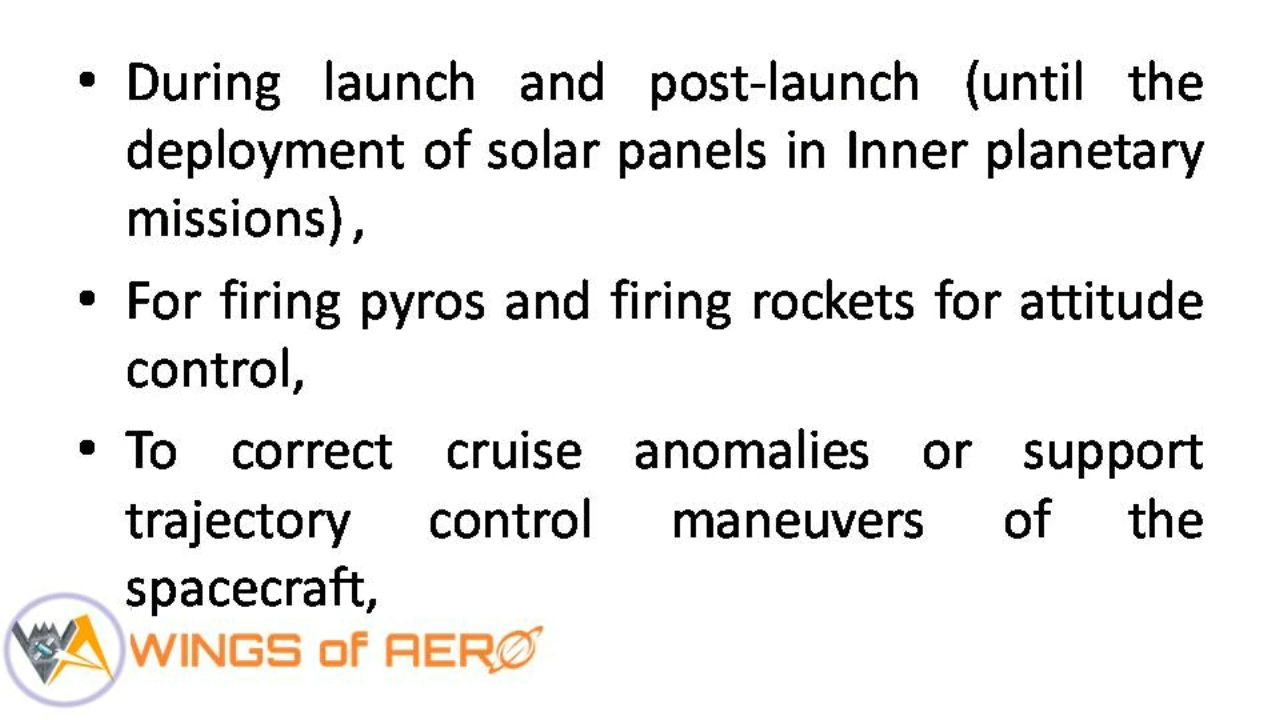 • During launch and post-launch (until the
deployment of solar panels in Inner planetary
missions) ,
• For firing pyros and firing rockets for attitude
control,
• To correct cruise anomalies or support
trajectory control maneuvers of the
spacecraft,
WA WINGS of AERO